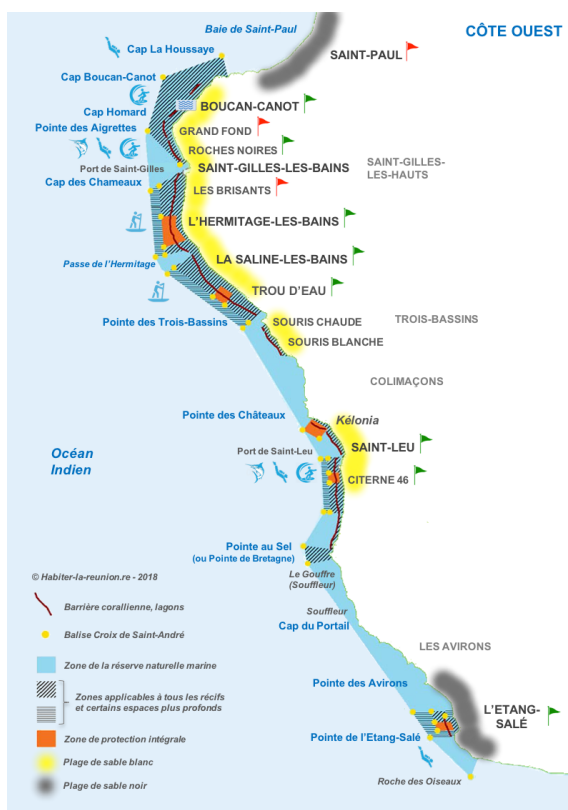 Baie de Saint-Paul
CÔTE OUEST
Cap La Houssaye
SAINT-PAUL
Cap Boucan-Canot
BOUCAN-CANOT
Cap Homard
Pointe des Aigrettes
GRAND FOND
ROCHES NOIRES
Port de Saint-Gilles
SAINT-GILLES-LES-BAINS
SAINT-GILLES-
LES-HAUTS
Cap des Chameaux
LES BRISANTS
L'HERMITAGE-LES-BAINS
Passe de l'Hermitage
LA SALINE-LES-BAINS
TROU D'EAU
Pointe des Trois-Bassins
SOURIS CHAUDE
TROIS-BASSINS
SOURIS BLANCHE
COLIMAÇONS
Pointe des Châteaux
Kélonia
Océan
Indien
Port de Saint-Leu
SAINT-LEU
CITERNE 46
Pointe au Sel
(ou Pointe de Bretagne)
© Habiter-la-reunion.re - 2018
Le Gouffre
(Souffleur)
Barrière corallienne, lagons
Souffleur
Cap du Portail
Balise Croix de Saint-André
LES AVIRONS
Zone de la réserve naturelle marine
Pointe des Avirons
Zones applicables à tous les récifs
et certains espaces plus profonds
L'ETANG-
SALÉ
Zone de protection intégrale
Pointe de l'Etang-Salé
Plage de sable blanc
Plage de sable noir
Roche des Oiseaux